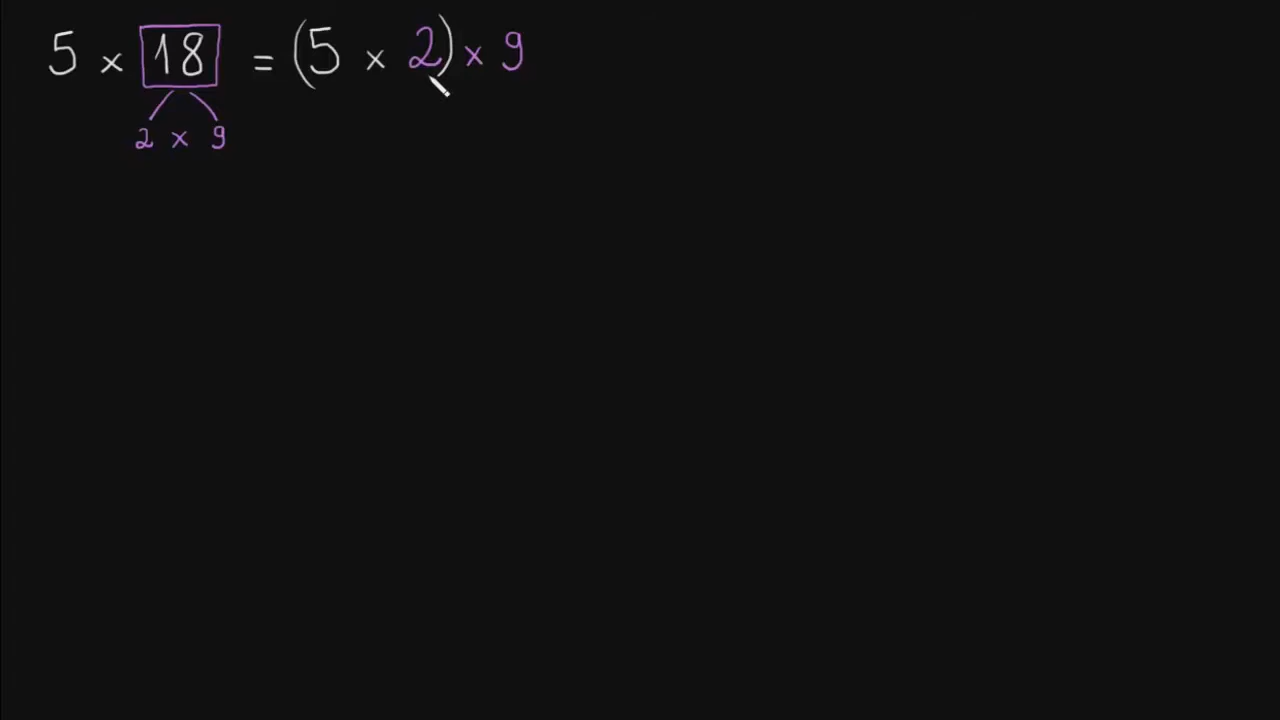 5 × 18 = (5 × 2) × 9
2 × 9